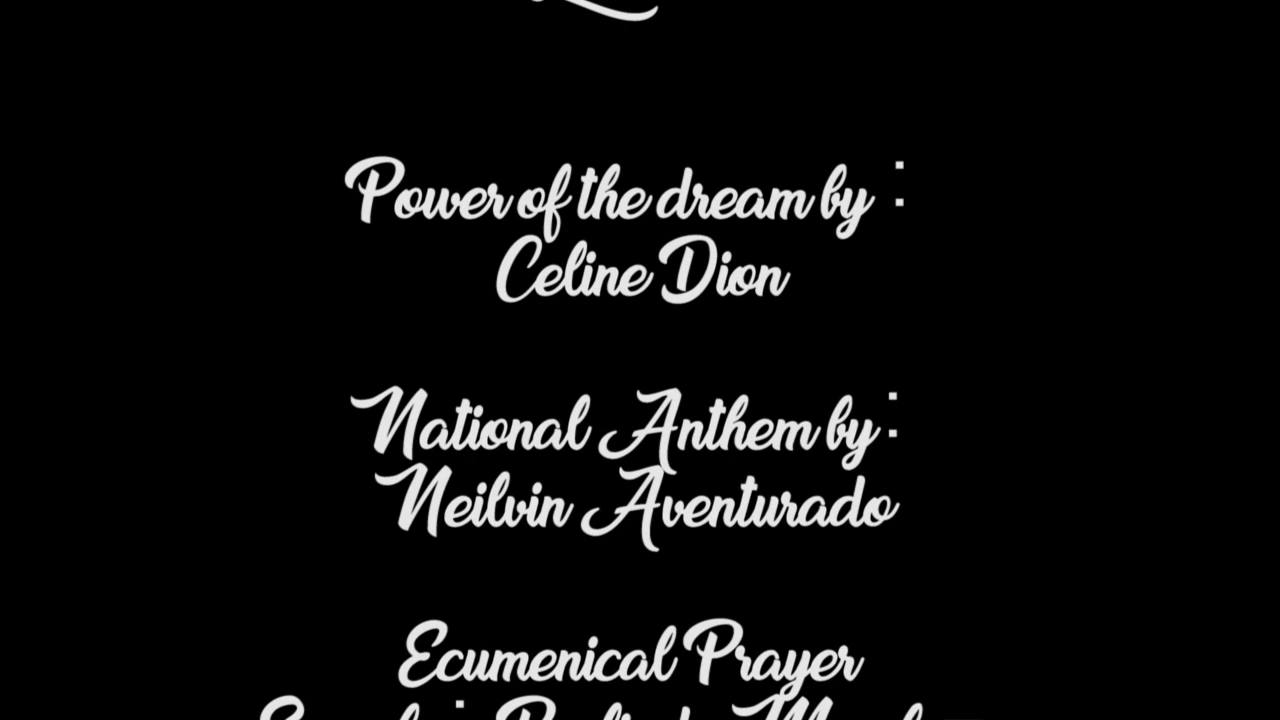 Power of the dream by :
Celine Dion
National Anthem by :
Neilvin Aventurado
Ecumenical Prayer